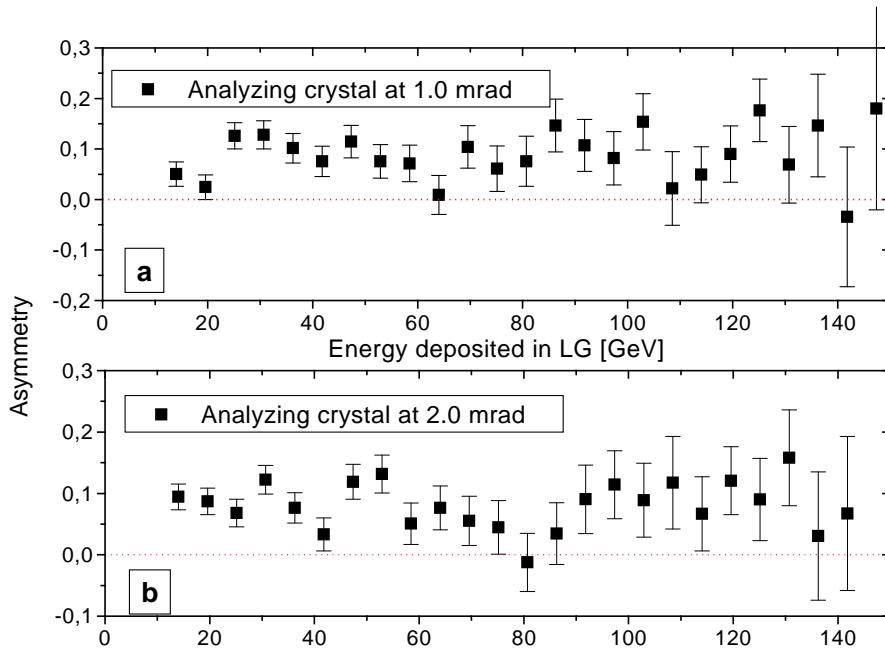 0,3
0,2
0,1
0,0
-0,1
-0,2
Analyzing crystal at 1.0 mrad
a
0 20 40 60 80 100 120 140
Energy deposited in LG [GeV]
Asymmetry
0,3
0,2
0,1
0,0
-0,1
Analyzing crystal at 2.0 mrad
b
0 20 40 60 80 100 120 140